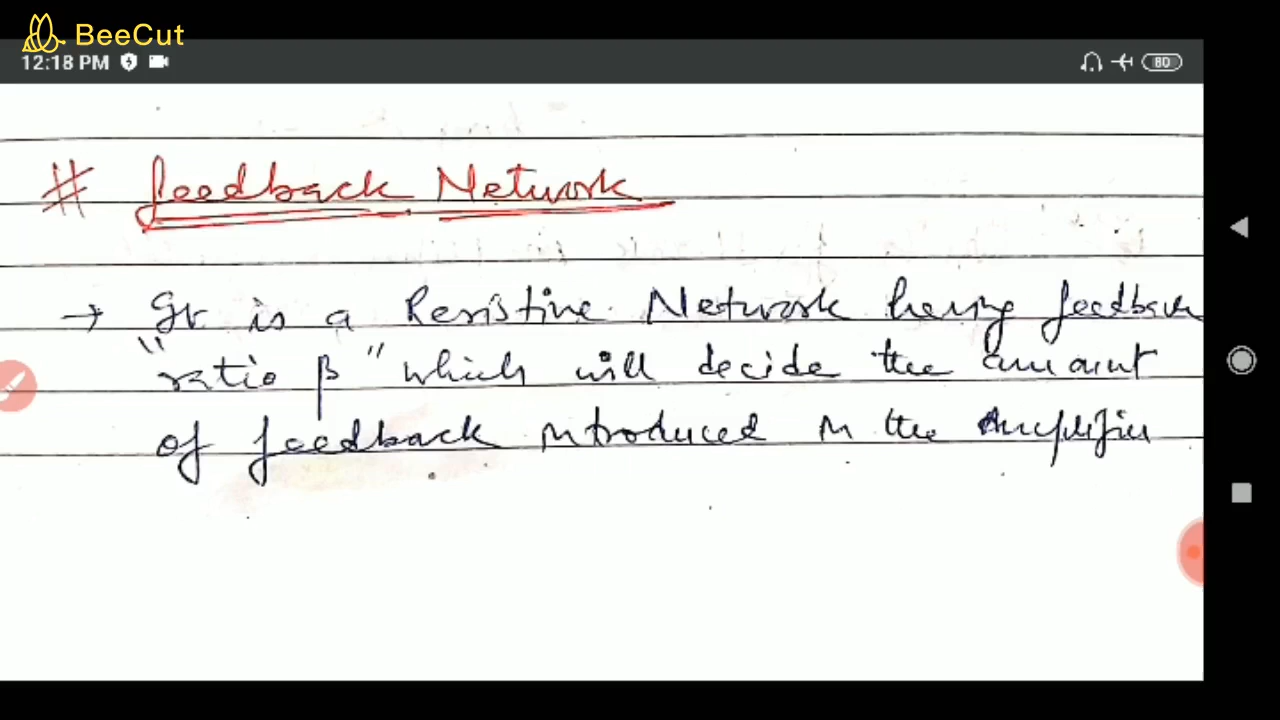 BeeCut
12:18 PM
80
# feedback Network
→ It is a Resistive Network having feedback
"ratio β" which will decide the amount
of feedback introduced in the Amplifier